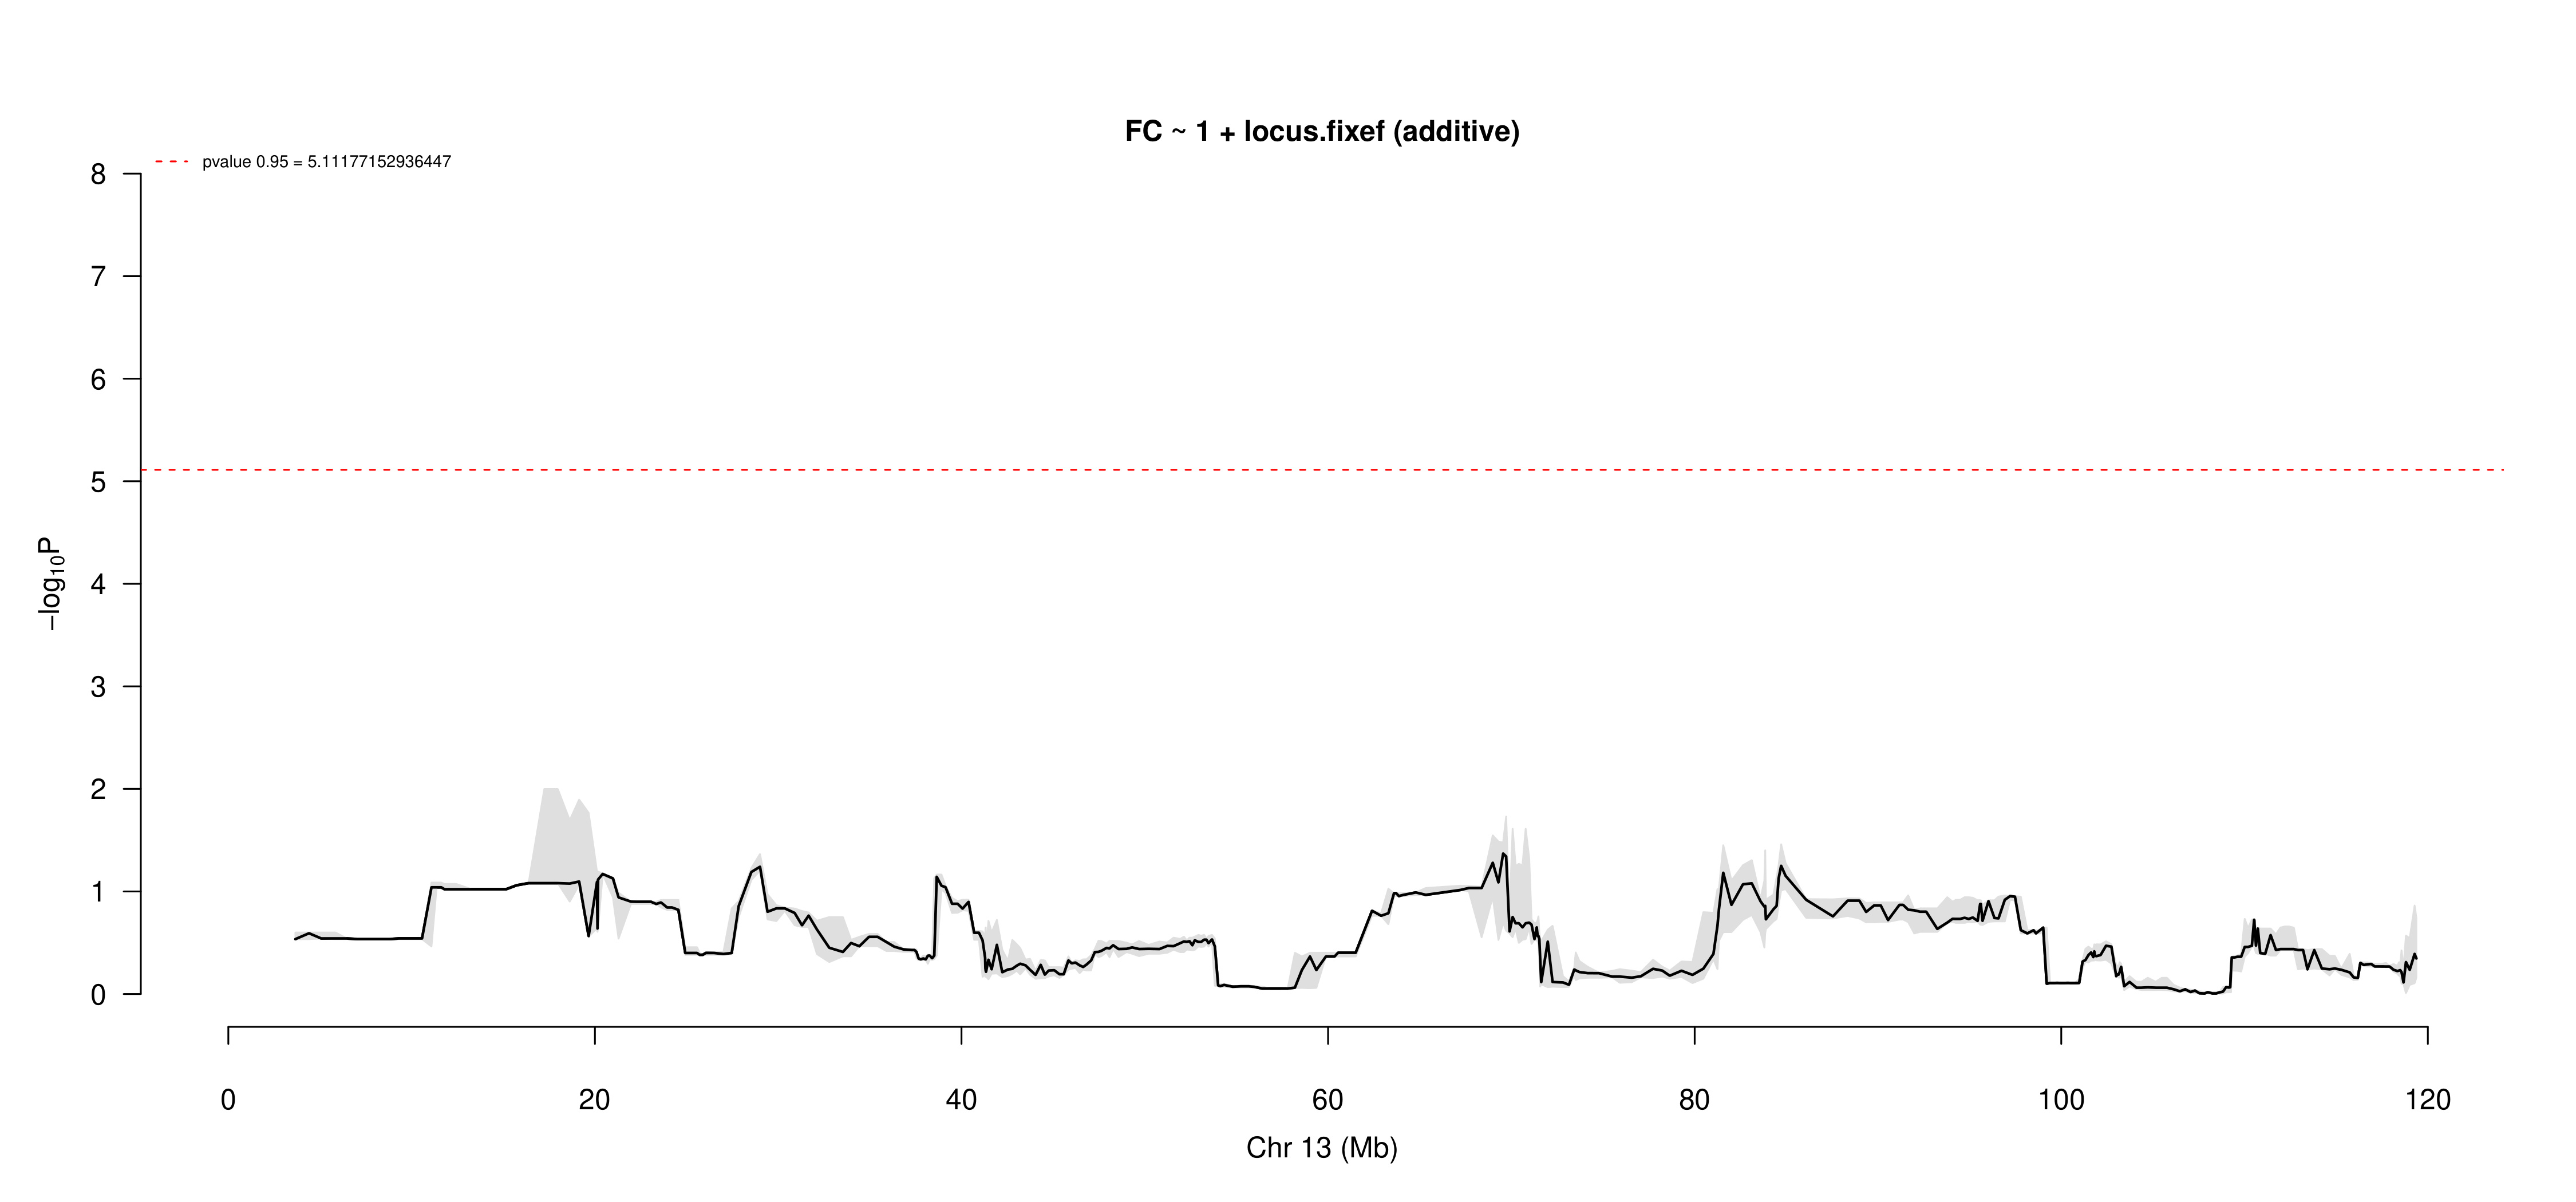 FC ~ 1 + locus.fixef (additive)
pvalue 0.95 = 5.11177152936447
8
7
6
5
4
3
2
1
0
−log10P
0 20 40 60 80 100 120
Chr 13 (Mb)